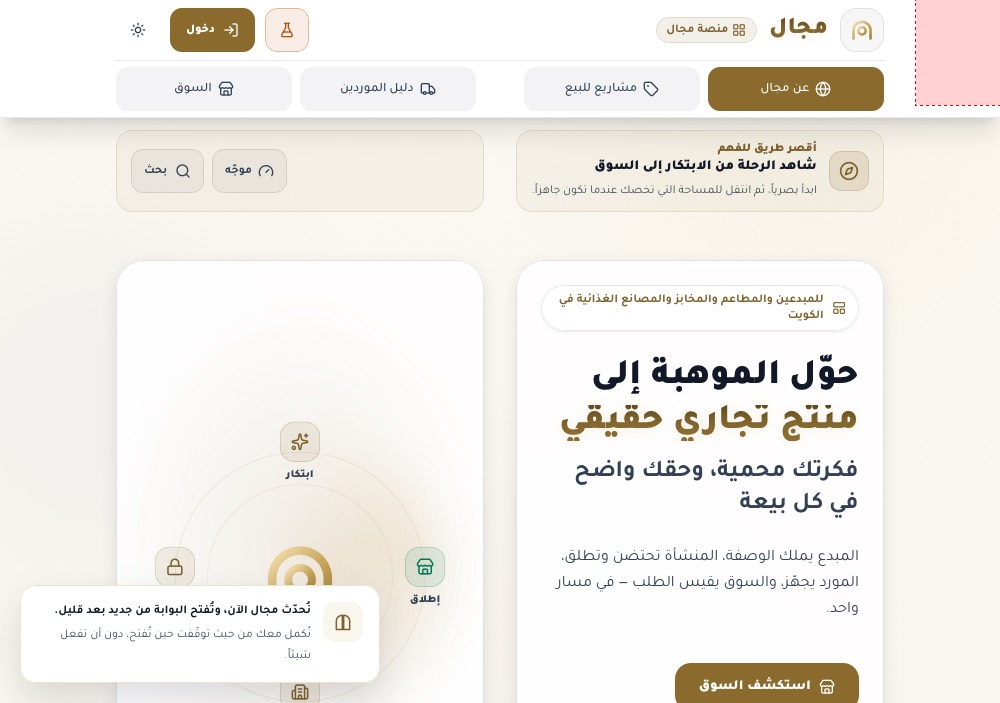 مجال
منصة مجال
دخول
عن مجال
مشاريع للبيع
دليل الموردين
السوق
أقصر طريق للفهم
شاهد الرحلة من الابتكار إلى السوق
ابدأ بصرياً، ثم انتقل للمساحة التي تخصك عندما تكون جاهزاً.
موجّه
بحث
للمبدعين والمطاعم والمخابز والمصانع الغذائية في
الكويت
حوّل الموهبة إلى
منتج تجاري حقيقي
فكرتك محمية، وحقك واضح
في كل بيعة
المبدع يملك الوصفة، المنشأة تحتضن وتطلق،
المورد يجهّز، والسوق يقيس الطلب – في مسار
واحد.
استكشف السوق
ابتكار
إطلاق
تُحدّث مجال الآن، وتُفتح البوابة من جديد بعد قليل.
نُكمل معك من حيث توقّفت حين تُفتح، دون أن تفعل
شيئاً.